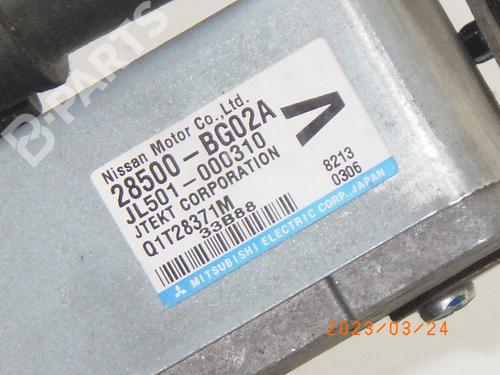 B-PARTS
Nissan Motor Co.,Ltd.
28500-BG02A
JL501-000310
JTEKT CORPORATION
Q1T28371M
33B88
8213
0306
MITSUBISHI ELECTRIC CORP., JAPAN
2023/03/24